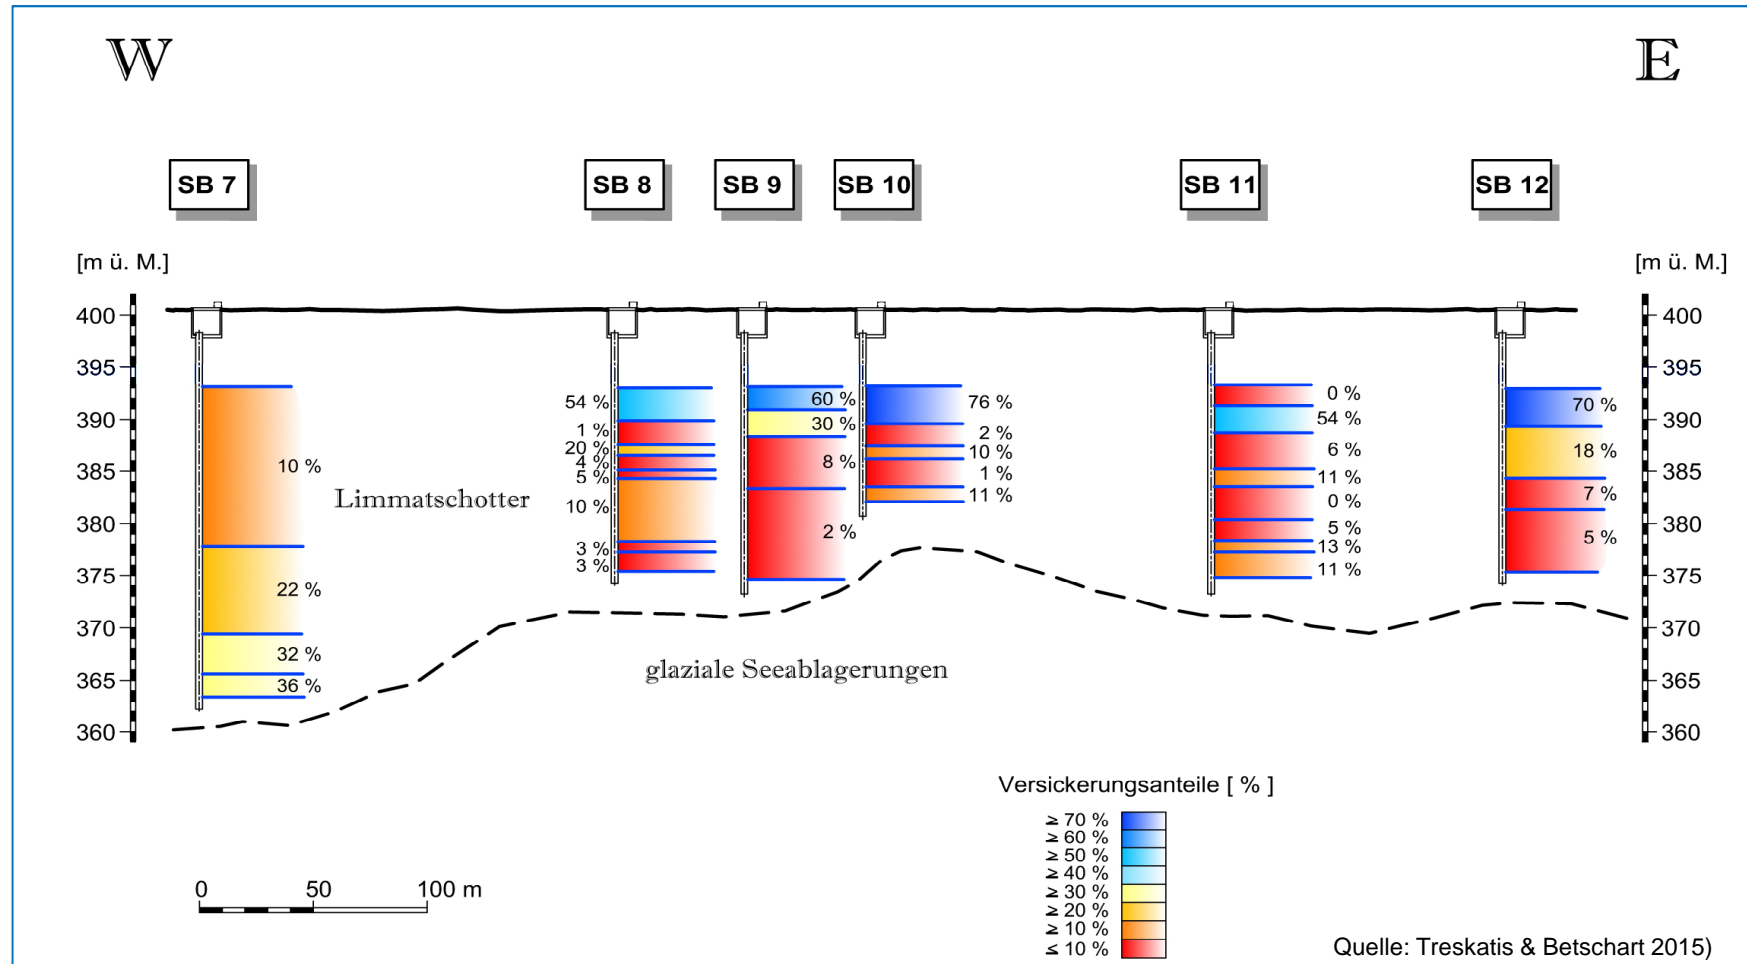 W E
SB 7 SB 8 SB 9 SB 10 SB 11 SB 12
[m ü. M.] [m ü. M.]
400 400
395 395
390 390
385 385
380 380
375 375
370 370
365 365
360 360
10 %
22 %
32 %
36 %
Limmatschotter
54 %
1 %
20 %
4 %
5 %
10 %
3 %
3 %
60 %
30 %
8 %
2 %
76 %
2 %
10 %
1 %
11 %
0 %
54 %
6 %
11 %
0 %
5 %
13 %
11 %
70 %
18 %
7 %
5 %
glaziale Seeablagerungen
Versickerungsanteile [ % ]
≥ 70 %
≥ 60 %
≥ 50 %
≥ 40 %
≥ 30 %
≥ 20 %
≥ 10 %
≤ 10 %
0 50 100 m
Quelle: Treskatis & Betschart 2015)